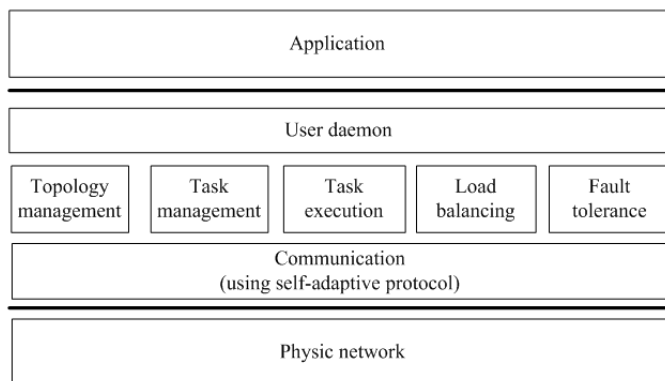 Application
User daemon
Topology management
Task management
Task execution
Load balancing
Fault tolerance
Communication
(using self-adaptive protocol)
Physic network